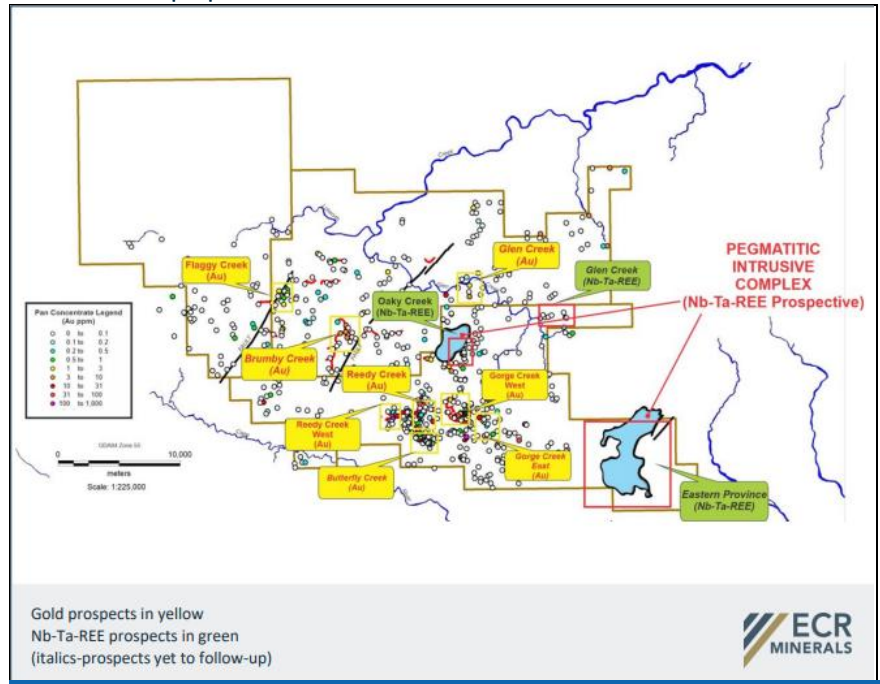 Creek
Flaggy Creek
(Au)
Glen Creek
(Au)
Glen Creek
(Nb-Ta-REE)
PEGMATITIC
INTRUSIVE
COMPLEX
(Nb-Ta-REE Prospective)
Oaky Creek
(Nb-Ta-REE)
Pan Concentrate Legend
(Au ppm)
0 to 0.1
0.1 to 0.2
0.2 to 0.5
0.5 to 1
1 to 3
3 to 10
10 to 31
31 to 100
100 to 1,000
Brumby Creek
(Au)
Reedy Creek
(Au)
Gorge Creek
West
(Au)
Reedy Creek
West
(Au)
Gorge Creek
East
(Au)
Butterfly Creek
(Au)
Eastern Province
(Nb-Ta-REE)
0 10,000
meters
Scale: 1:225,000
Gold prospects in yellow
Nb-Ta-REE prospects in green
(italics-prospects yet to follow-up)
ECR
MINERALS